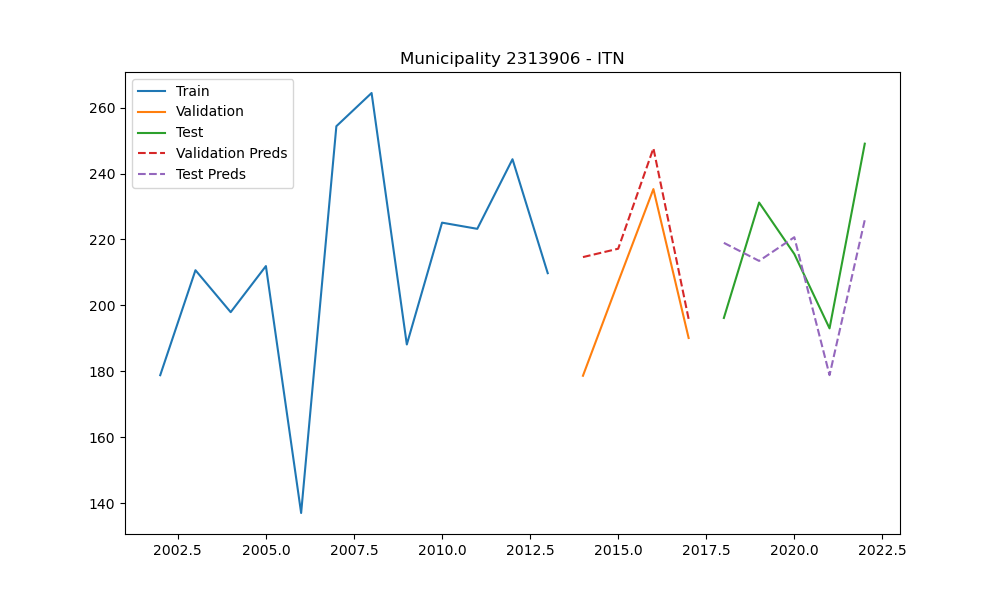 Municipality 2313906 - ITN
Train
Validation
Test
Validation Preds
Test Preds
260
240
220
200
180
160
140
2002.5 2005.0 2007.5 2010.0 2012.5 2015.0 2017.5 2020.0 2022.5